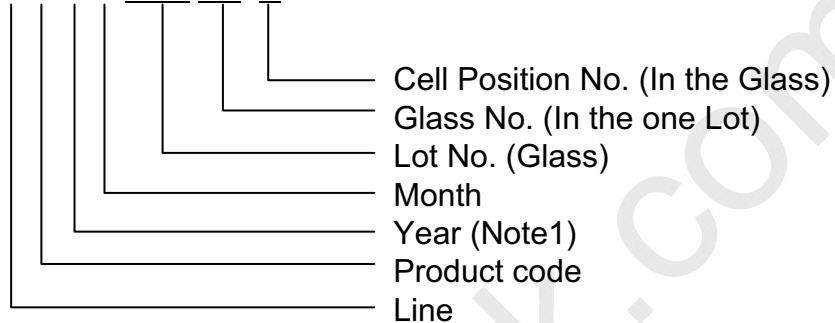 Cell Position No. (In the Glass)
Glass No. (In the one Lot)
Lot No. (Glass)
Month
Year (Note1)
Product code
Line